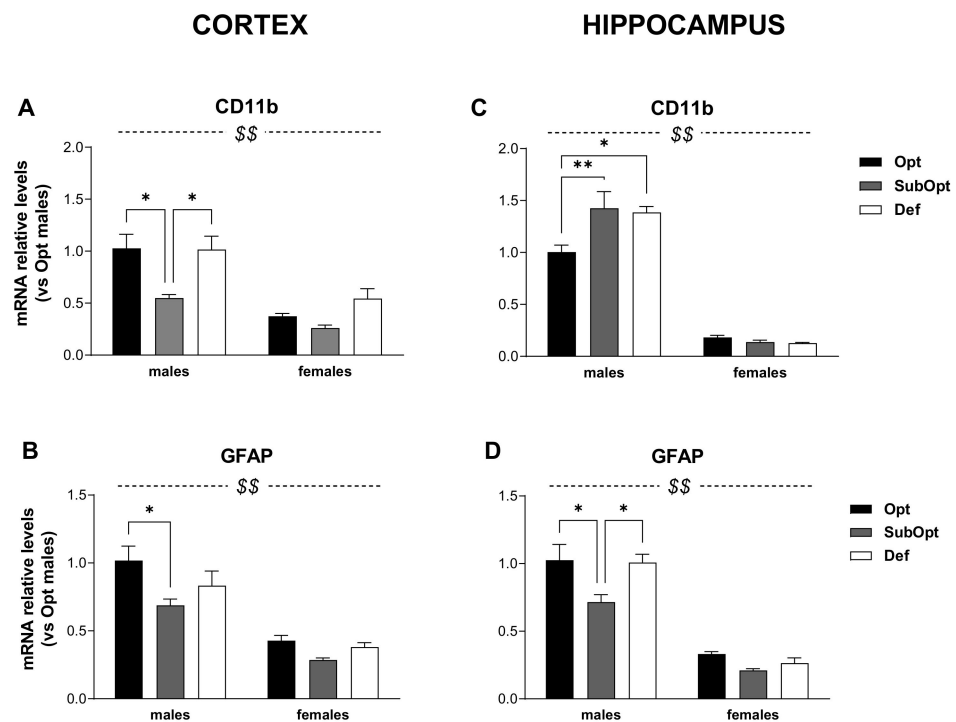 CORTEX
HIPPOCAMPUS
A
CD11b
$$
mRNA relative levels
(vs Opt males)
2.0
1.5
1.0
0.5
0.0
*
*
males
females
C
CD11b
$$
2.0
1.5
1.0
0.5
0.0
*
**
males
females
Opt
SubOpt
Def
B
GFAP
$$
mRNA relative levels
(vs Opt males)
1.5
1.0
0.5
0.0
*
males
females
D
GFAP
$$
1.5
1.0
0.5
0.0
*
*
males
females
Opt
SubOpt
Def